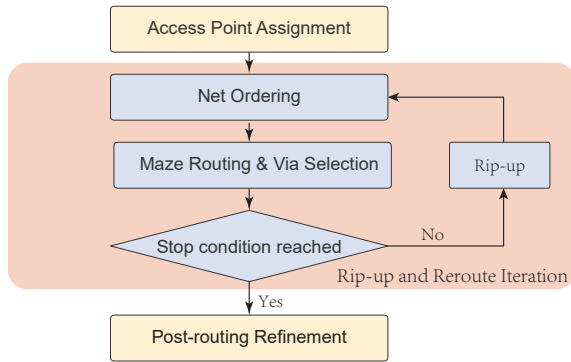 Access Point Assignment
Net Ordering
Maze Routing & Via Selection
Rip-up
Stop condition reached
No
Rip-up and Reroute Iteration
Yes
Post-routing Refinement